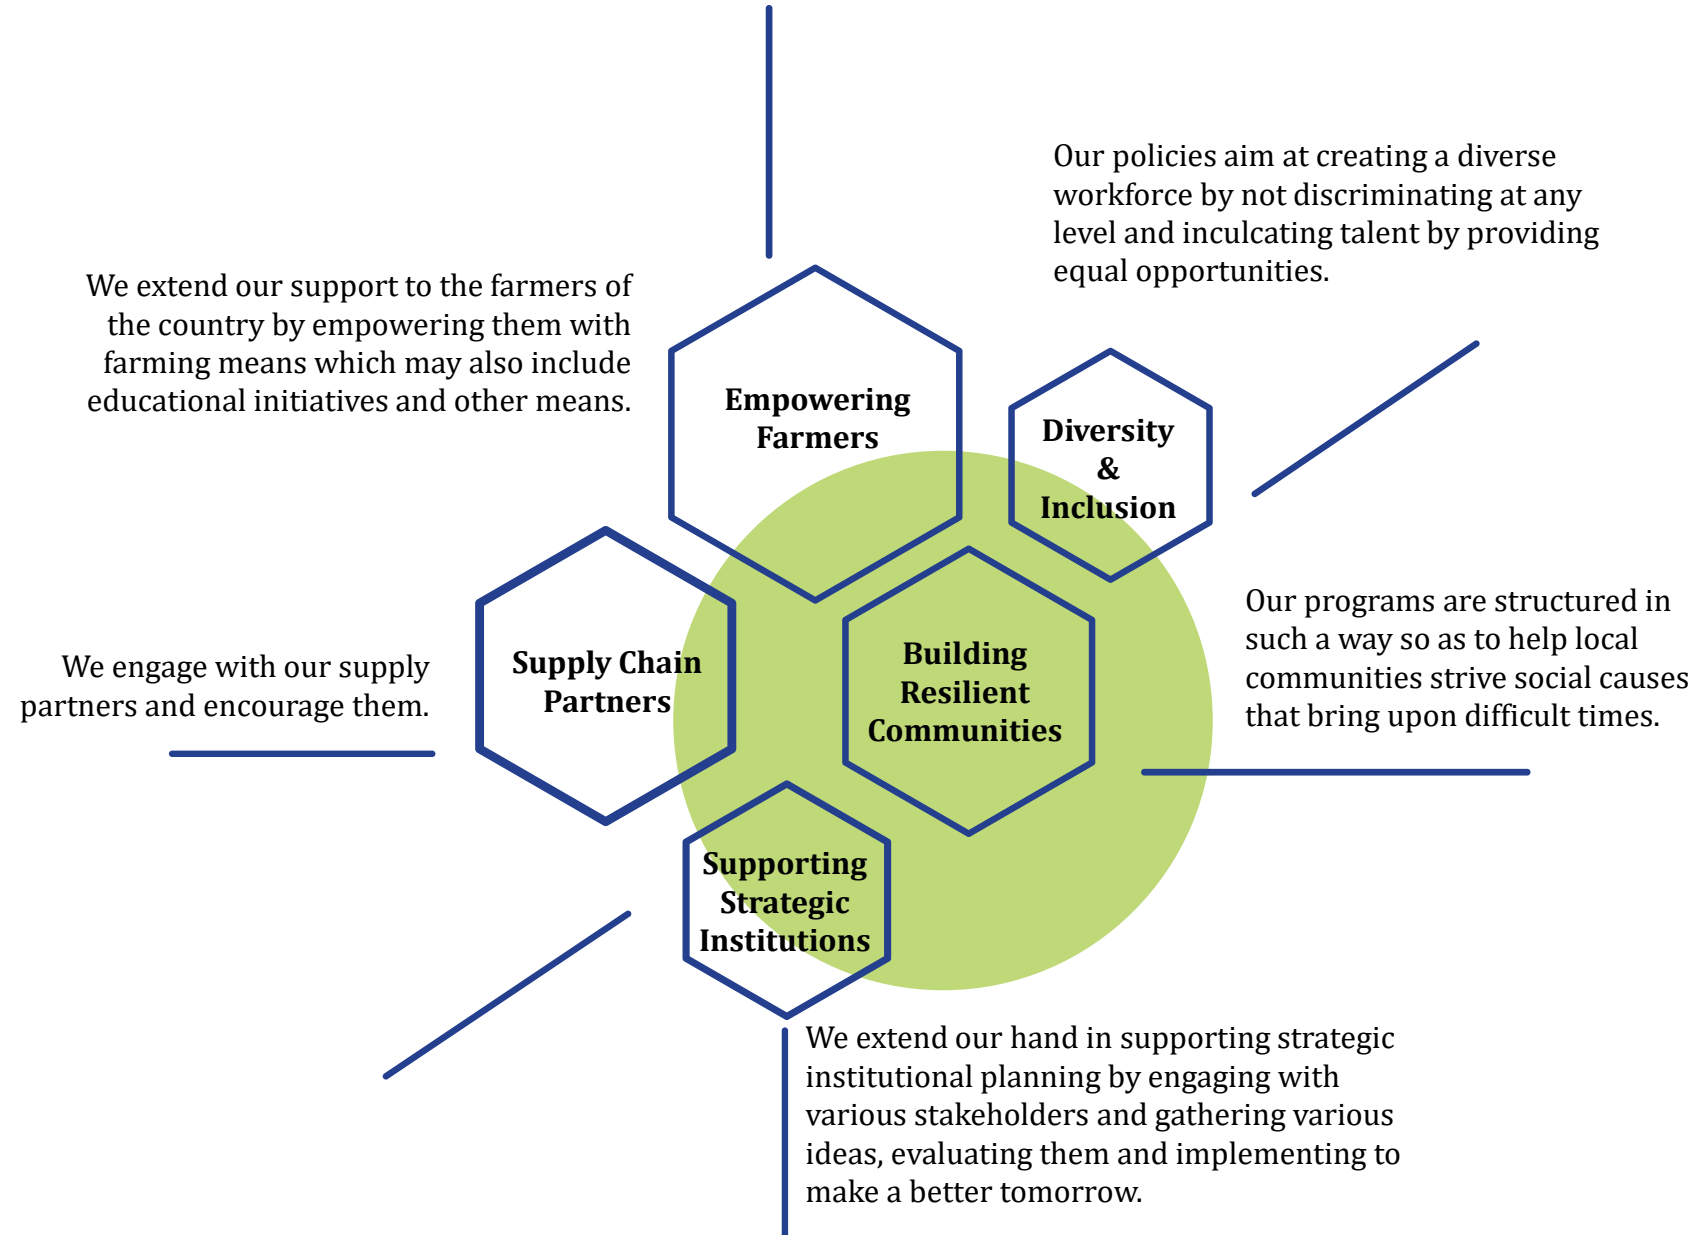 Our policies aim at creating a diverse
workforce by not discriminating at any
level and inculcating talent by providing
equal opportunities.
We extend our support to the farmers of
the country by empowering them with
farming means which may also include
educational initiatives and other means.
Empowering
Farmers
Diversity
&
Inclusion
We engage with our supply
partners and encourage them.
Supply Chain
Partners
Building
Resilient
Communities
Our programs are structured in
such a way so as to help local
communities strive social causes
that bring upon difficult times.
Supporting
Strategic
Institutions
We extend our hand in supporting strategic
institutional planning by engaging with
various stakeholders and gathering various
ideas, evaluating them and implementing to
make a better tomorrow.